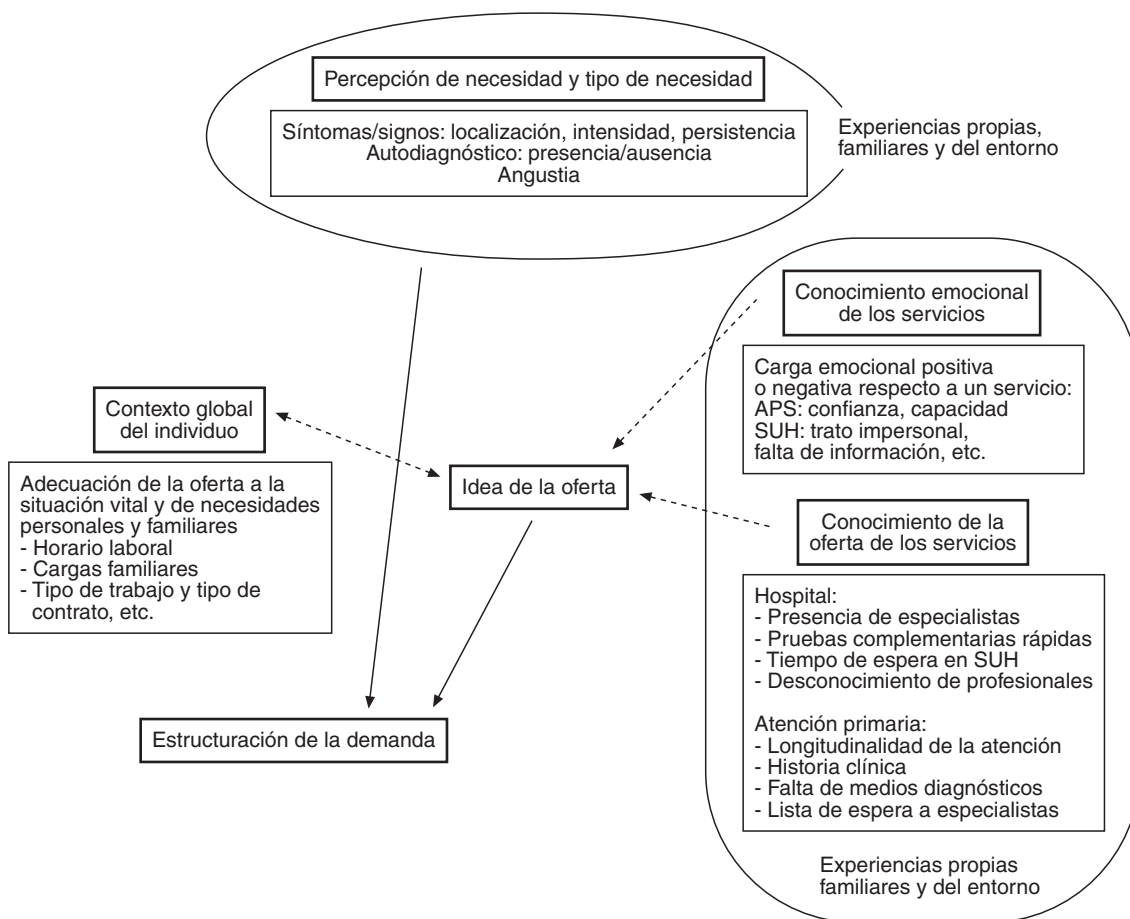 Percepción de necesidad y tipo de necesidad
Síntomas/signos: localización, intensidad, persistencia
Autodiagnóstico: presencia/ausencia
Angustia
Experiencias propias,
familiares y del entorno
Conocimiento emocional
de los servicios
Carga emocional positiva
o negativa respecto a un servicio:
APS: confianza, capacidad
SUH: trato impersonal,
falta de información, etc.
Contexto global
del individuo
Adecuación de la oferta a la
situación vital y de necesidades
personales y familiares
- Horario laboral
- Cargas familiares
- Tipo de trabajo y tipo de
contrato, etc.
Idea de la oferta
Conocimiento de la
oferta de los servicios
Hospital:
- Presencia de especialistas
- Pruebas complementarias rápidas
- Tiempo de espera en SUH
- Desconocimiento de profesionales
Atención primaria:
- Longitudinalidad de la atención
- Historia clínica
- Falta de medios diagnósticos
- Lista de espera a especialistas
Estructuración de la demanda
Experiencias propias
familiares y del entorno